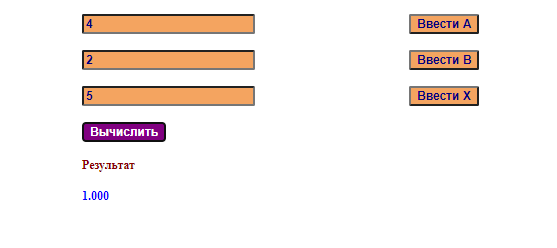 4 Ввести A
2 Ввести B
5 Ввести X
Вычислить
Результат
1.000